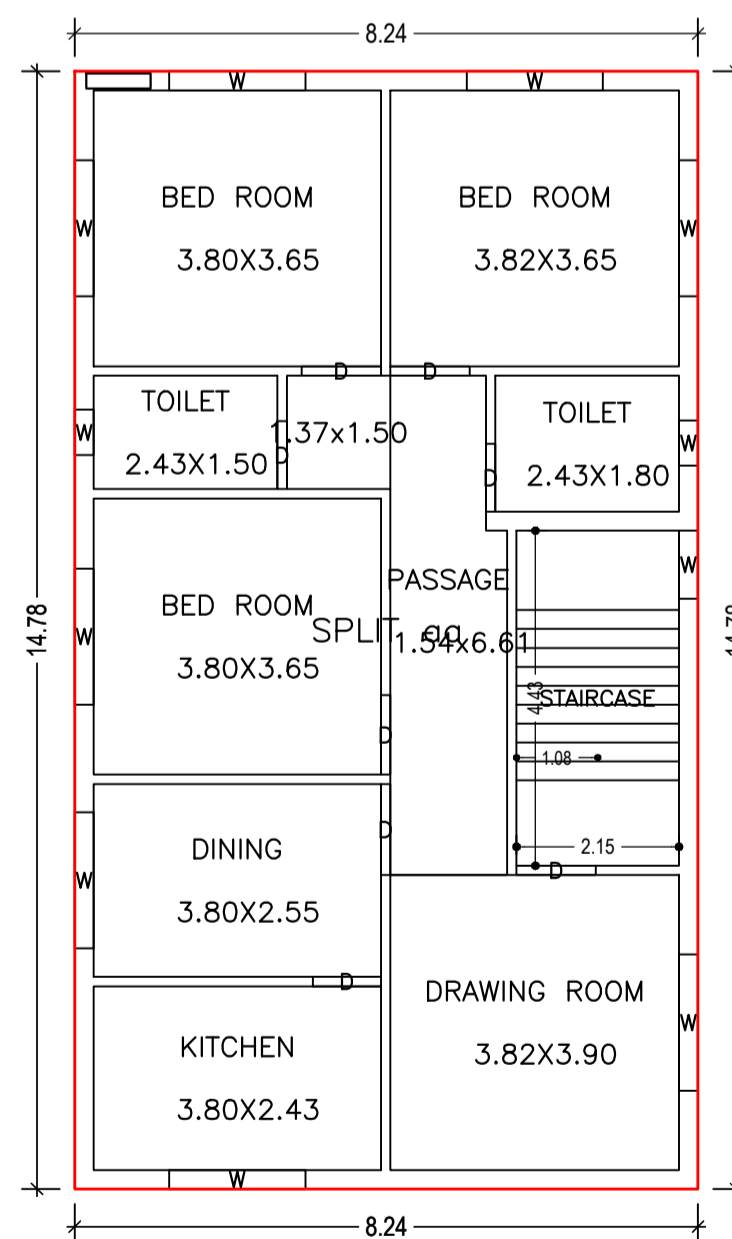 8.24
W
W
BED ROOM
BED ROOM
3.80X3.65
3.82X3.65
W
W
D
D
TOILET
TOILET
1.37x1.50
W
W
2.43X1.50
D
2.43X1.80
D
W
PASSAGE
BED ROOM
SPLIT aa
1.54x6.61
14.78
W
3.80X3.65
4.43
STAIRCASE
D
1.08
2.15
DINING
D
D
W
3.80X2.55
D
DRAWING ROOM
W
KITCHEN
3.82X3.90
3.80X2.43
W
8.24